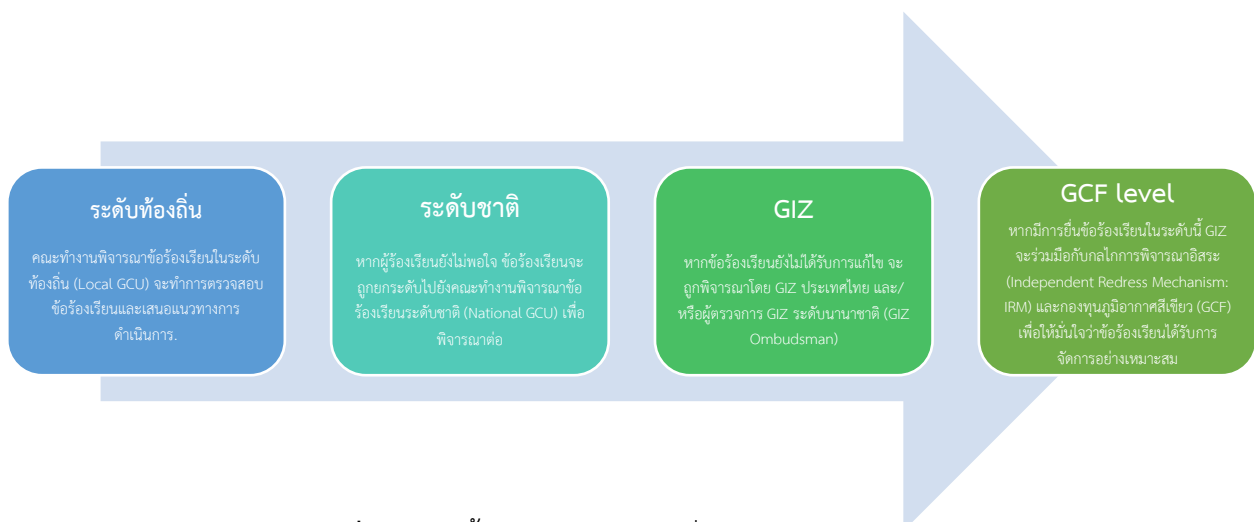 ระดับท้องถิ่น
คณะทำงานพิจารณาข้อร้องเรียนในระดับ
ท้องถิ่น (Local GCU) จะทำการตรวจสอบ
ข้อร้องเรียนและเสนอแนวทางการ
ดำเนินการ.
ระดับชาติ
หากผู้ร้องเรียนยังไม่พอใจ ข้อร้องเรียนจะ
ถูกยกระดับไปยังคณะทำงานพิจารณาข้อ
ร้องเรียนระดับชาติ (National GCU) เพื่อ
พิจารณาต่อ
GIZ
หากข้อร้องเรียนยังไม่ได้รับการแก้ไข จะ
ถูกพิจารณาโดย GIZ ประเทศไทย และ/
หรือผู้ตรวจการ GIZ ระดับนานาชาติ (GIZ
Ombudsman)
GCF level
หากมีการยื่นข้อร้องเรียนในระดับนี้ GIZ
จะร่วมมือกับกลไกการพิจารณาอิสระ
(Independent Redress Mechanism:
IRM) และกองทุนภูมิอากาศสีเขียว (GCF)
เพื่อให้มั่นใจว่าข้อร้องเรียนได้รับการ
จัดการอย่างเหมาะสม